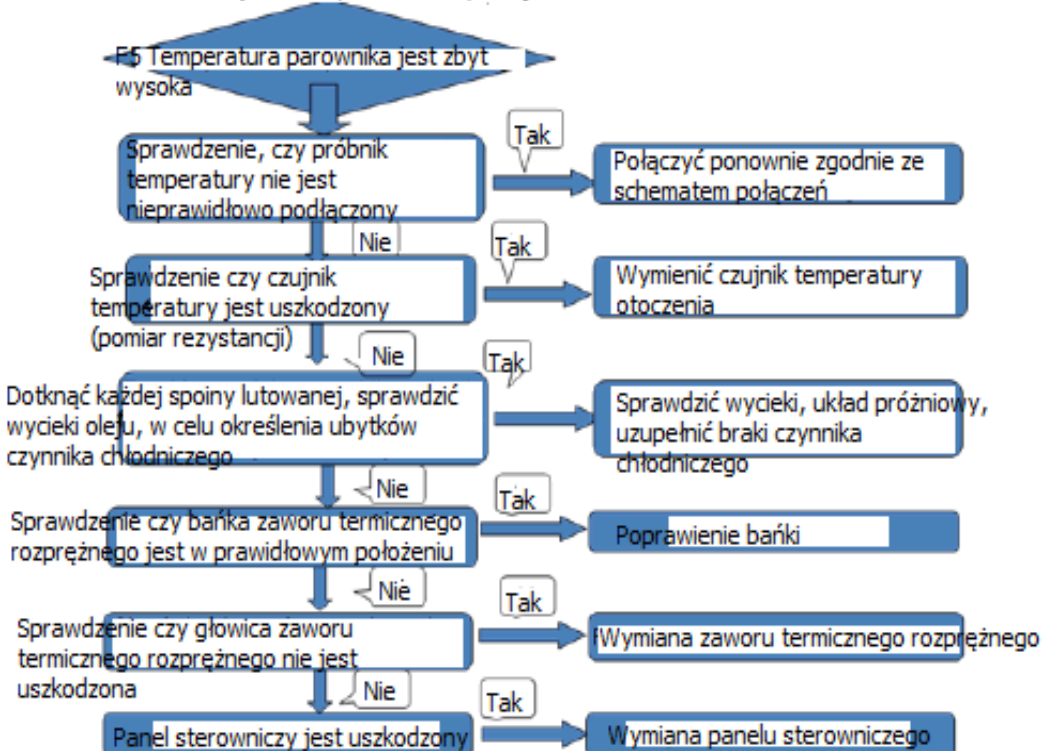 F5 Temperatura parownika jest zbyt
wysoka
Sprawdzenie, czy próbnik
temperatury nie jest
nieprawidłowo podłączony
Tak
Połączyć ponownie zgodnie ze
schematem połączeń
Nie
Sprawdzenie czy czujnik
temperatury jest uszkodzony
(pomiar rezystancji)
Tak
Wymienić czujnik temperatury
otoczenia
Nie
Dotknąć każdej spoiny lutowanej, sprawdzić
wycieki oleju, w celu określenia ubytków
czynnika chłodniczego
Tak
Sprawdzić wycieki, układ próżniowy,
uzupełnić braki czynnika
chłodniczego
Nie
Sprawdzenie czy bańka zaworu termicznego
rozprężnego jest w prawidłowym położeniu
Tak
Poprawienie bańki
Nie
Sprawdzenie czy głowica zaworu
termicznego rozprężnego nie jest
uszkodzona
Tak
Wymiana zaworu termicznego rozprężnego
Nie
Panel sterowniczy jest uszkodzony
Tak
Wymiana panelu sterowniczego